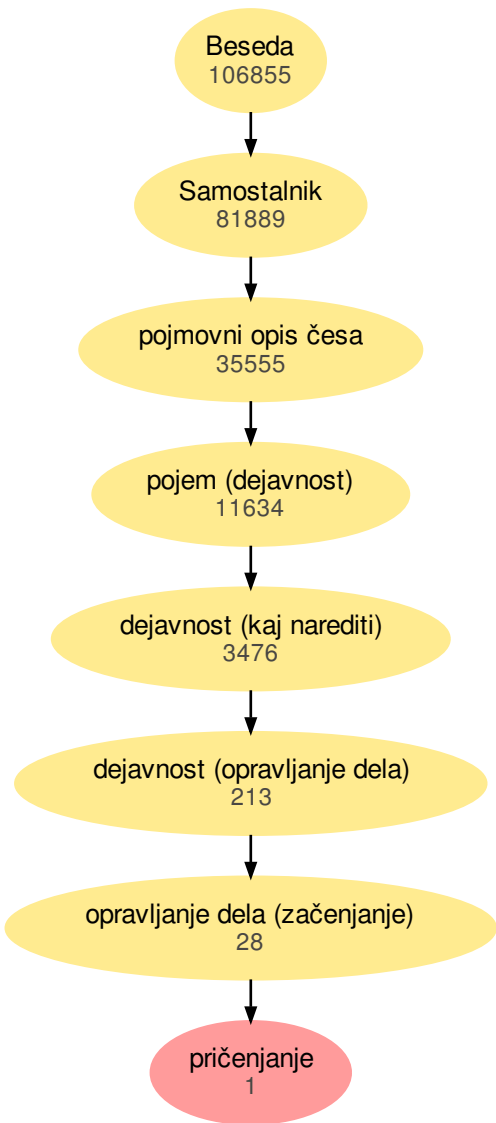 Beseda
106855
Samostalnik
81889
pojmovni opis česa
35555
pojem (dejavnost)
11634
dejavnost (kaj narediti)
3476
dejavnost (opravljanje dela)
213
opravljanje dela (začenjanje)
28
pričenjanje
1